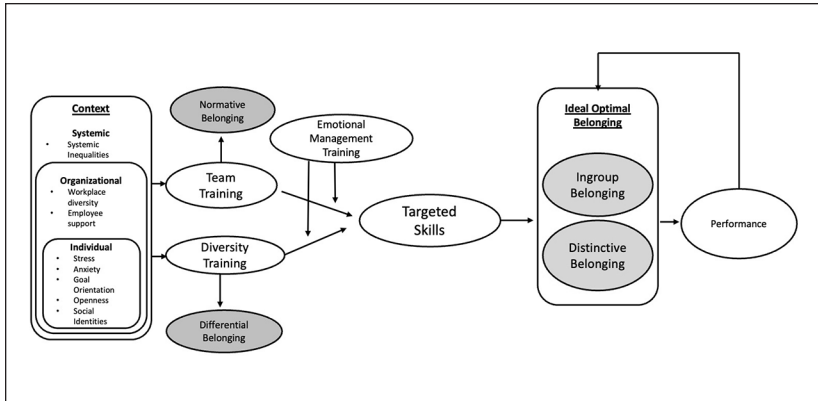 Context
Systemic
• Systemic
Inequalities
Organizational
• Workplace
diversity
• Employee
support
Individual
• Stress
• Anxiety
• Goal
Orientation
• Openness
• Social
Identities
Normative
Belonging
Team
Training
Diversity
Training
Differential
Belonging
Emotional
Management
Training
Targeted
Skills
Ideal Optimal
Belonging
Ingroup
Belonging
Distinctive
Belonging
Performance